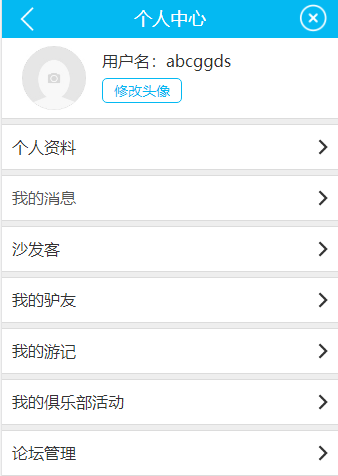 个人中心
用户名：abcggds
修改头像
个人资料
我的消息
沙发客
我的驴友
我的游记
我的俱乐部活动
论坛管理